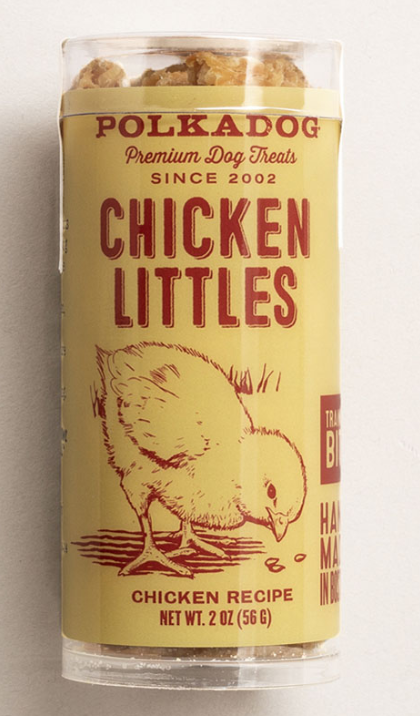 POLKADOG
Premium Dog Treats
SINCE 2002
CHICKEN
LITTLES
CHICKEN RECIPE
NET WT. 2 OZ (56 G)